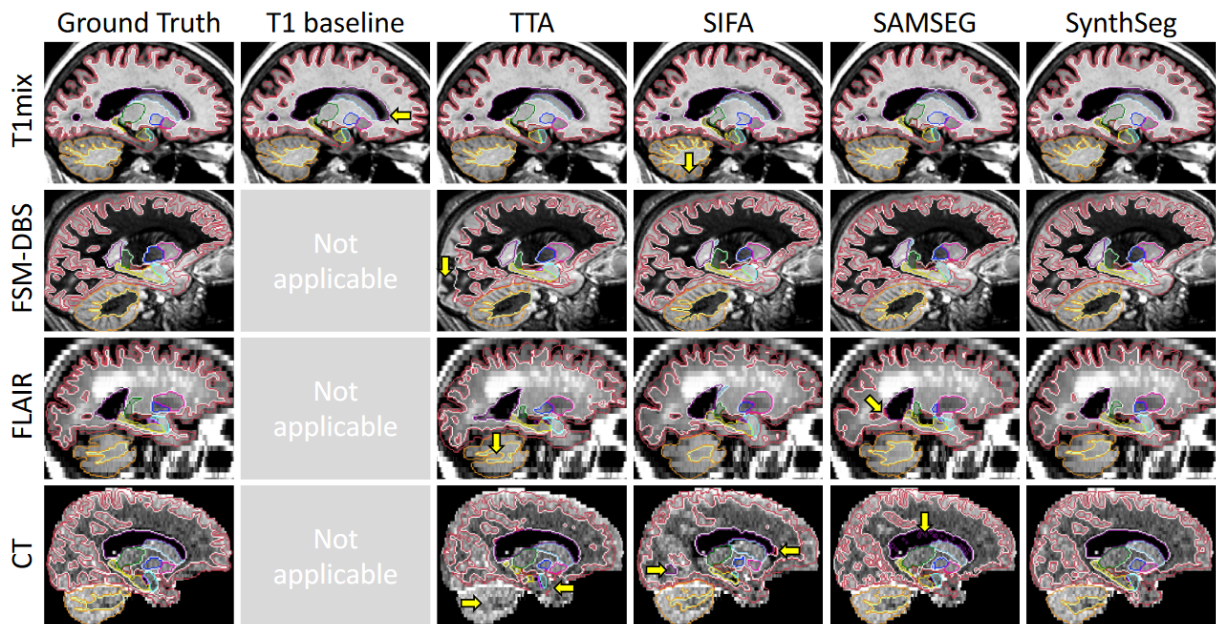 Ground Truth T1 baseline TTA SIFA SAMSEG SynthSeg
T1mix
FSM-DBS
Not
applicable
FLAIR
Not
applicable
CT
Not
applicable